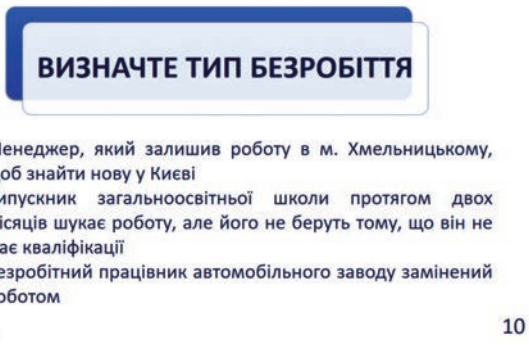 ВИЗНАЧТЕ ТИП БЕЗРОБІТТЯ
енеджер, який залишив роботу в м. Хмельницькому,
об знайти нову у Києві
ипускник загальноосвітньої школи протягом двох
ісяців шукає роботу, але його не беруть тому, що він не
ає кваліфікації
езробітний працівник автомобільного заводу замінений
оботом
10